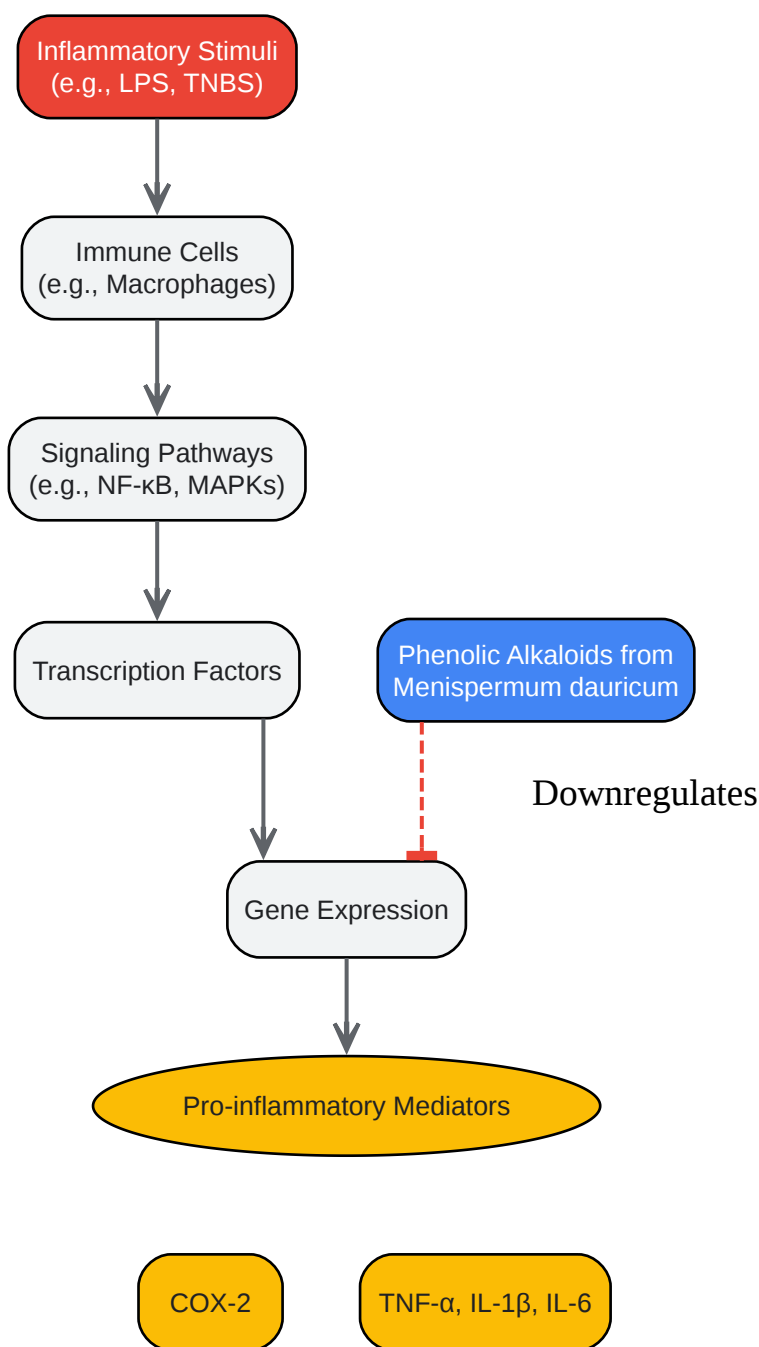 Inflammatory Stimuli
(e.g., LPS, TNBS)
Immune Cells
(e.g., Macrophages)
Signaling Pathways
(e.g., NF-κB, MAPKs)
Transcription Factors
Phenolic Alkaloids from
Menispermum dauricum
Downregulates
Gene Expression
Pro-inflammatory Mediators
COX-2
TNF-α, IL-1β, IL-6